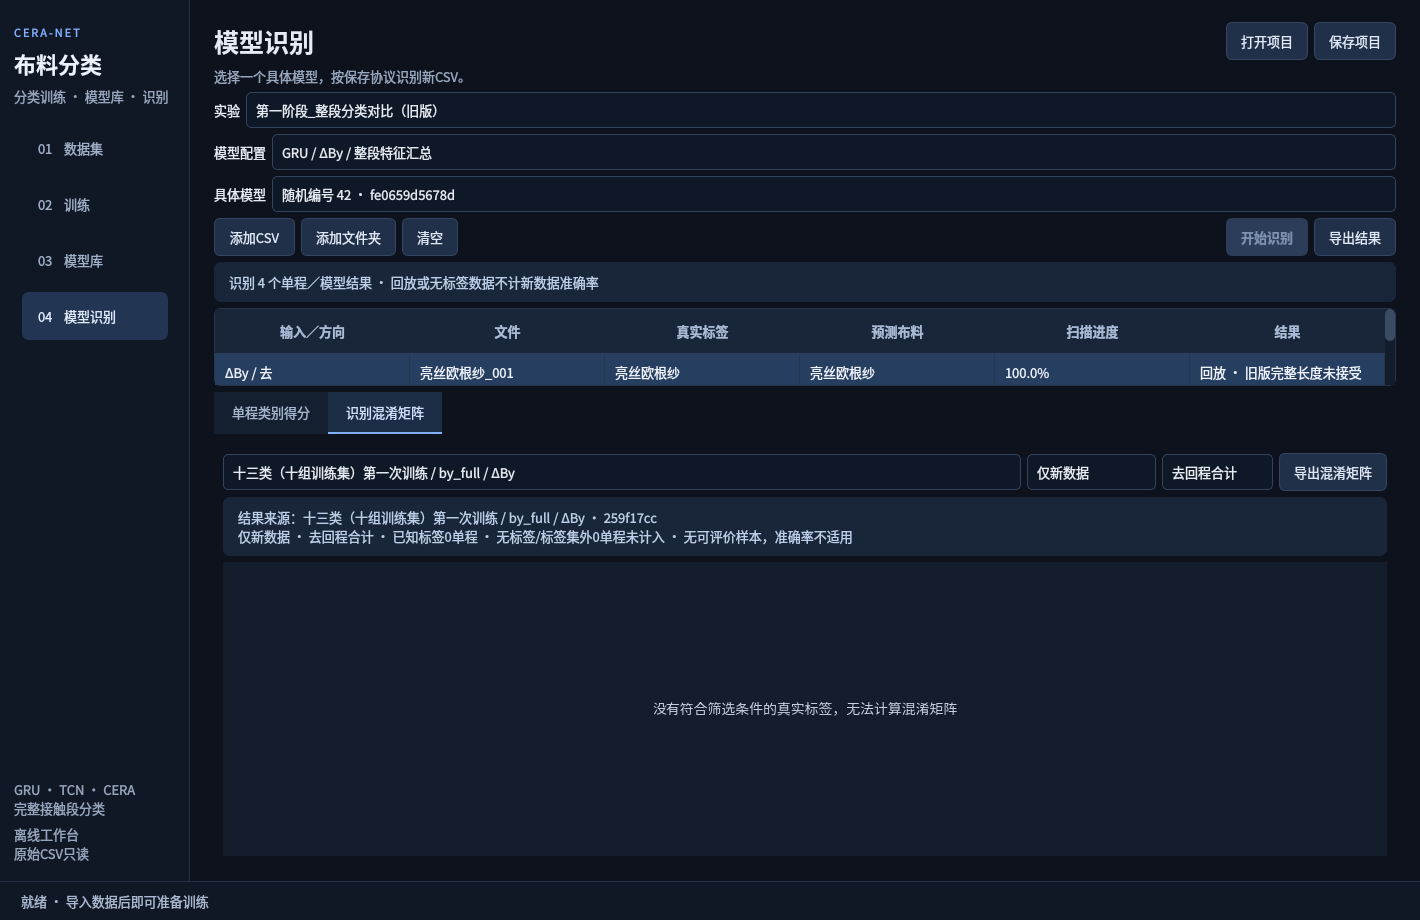 CERA-NET
布料分类
分类训练 · 模型库 · 识别
01 数据集
02 训练
03 模型库
04 模型识别
GRU · TCN · CERA
完整接触段分类
离线工作台
原始CSV只读
模型识别
打开项目 保存项目
选择一个具体模型，按保存协议识别新CSV。
实验 第一阶段_整段分类对比（旧版）
模型配置 GRU / ΔBy / 整段特征汇总
具体模型 随机编号 42 · fe0659d5678d
添加CSV 添加文件夹 清空 开始识别 导出结果
识别 4 个单程／模型结果 · 回放或无标签数据不计新数据准确率
输入／方向 文件 真实标签 预测布料 扫描进度 结果
ΔBy / 去 亮丝欧根纱_001 亮丝欧根纱 亮丝欧根纱 100.0% 回放 · 旧版完整长度未接受
单程类别得分 识别混淆矩阵
十三类（十组训练集）第一次训练 / by_full / ΔBy 仅新数据 去回程合计 导出混淆矩阵
结果来源：十三类（十组训练集）第一次训练 / by_full / ΔBy · 259f17cc
仅新数据 · 去回程合计 · 已知标签0单程 · 无标签/标签集外0单程未计入 · 无可评价样本，准确率不适用
没有符合筛选条件的真实标签，无法计算混淆矩阵
就绪 · 导入数据后即可准备训练